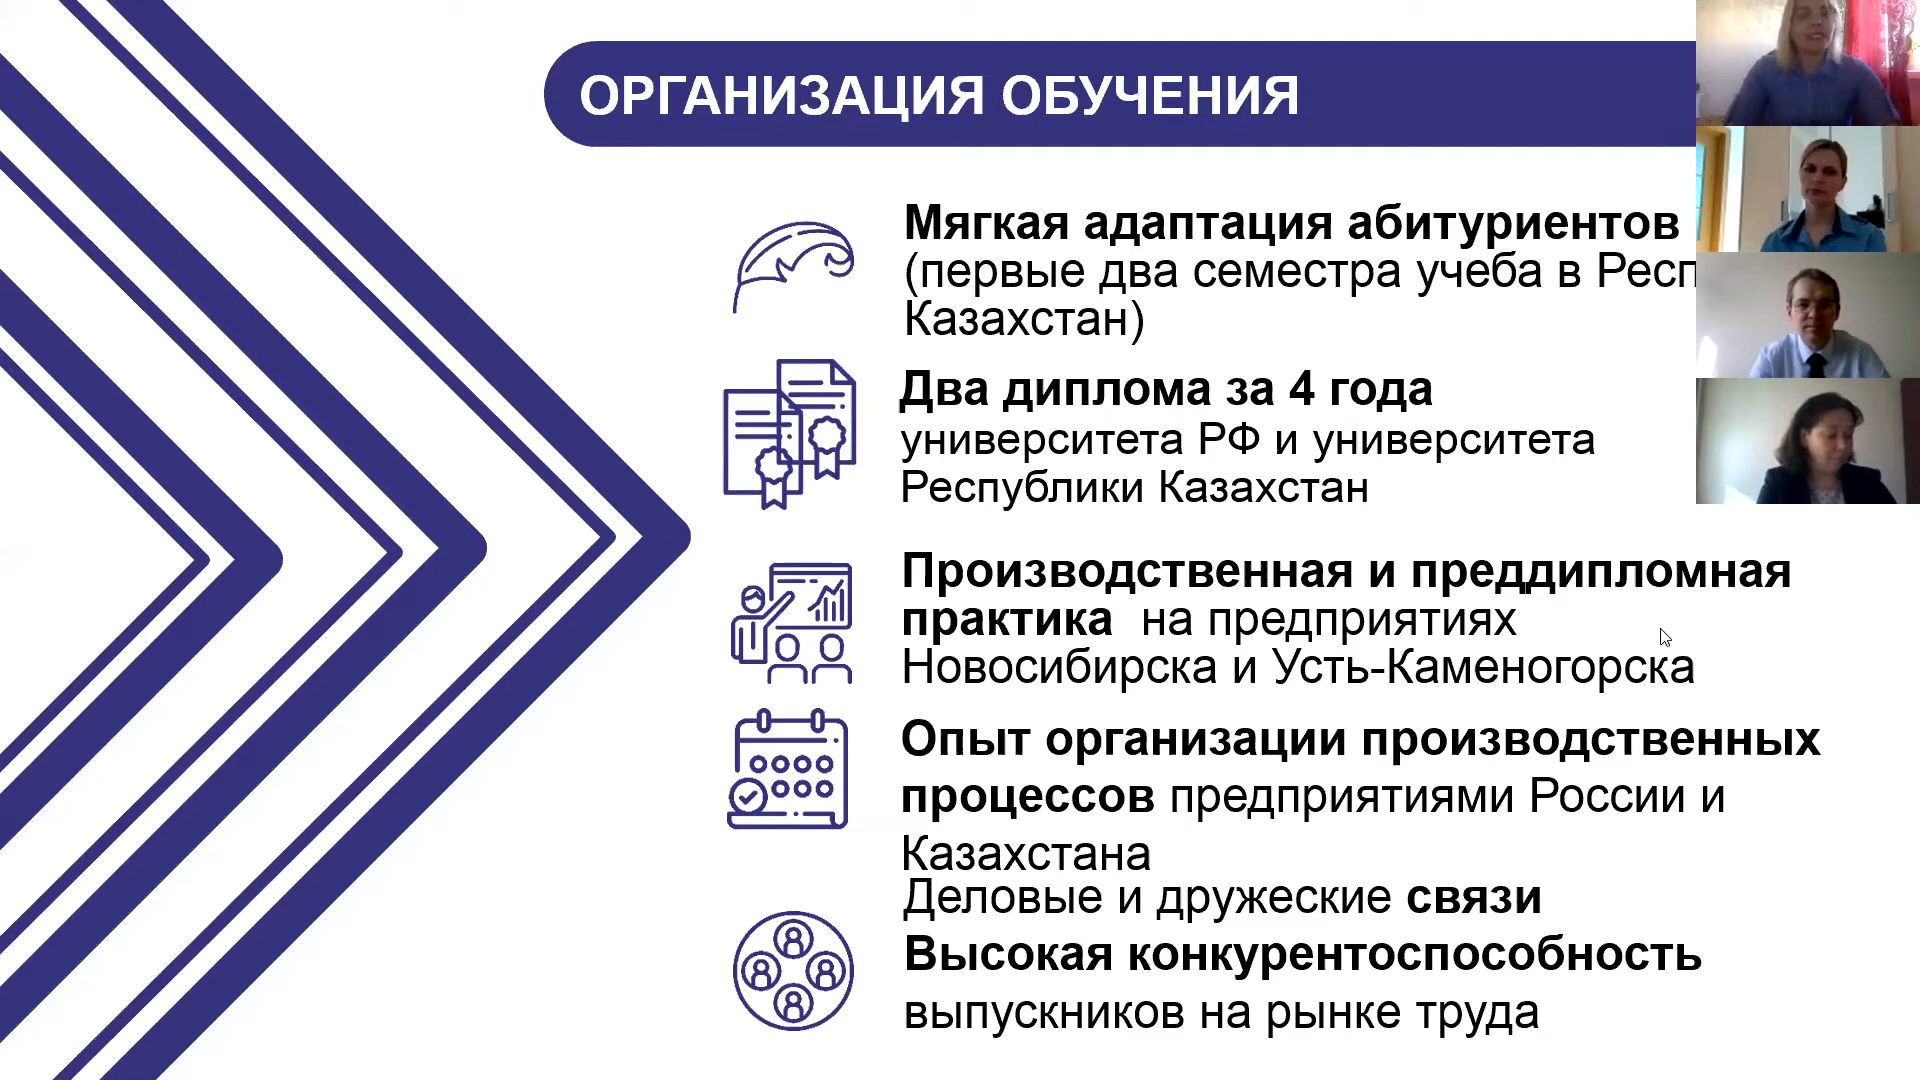 ОРГАНИЗАЦИЯ ОБУЧЕНИЯ
Мягкая адаптация абитуриентов
(первые два семестра учеба в
Казахстан)
Два диплома за 4 года
университета РФ и университета
Республики Казахстан
Производственная и преддипломная
практика на предприятиях
Новосибирска и Усть-Каменогорска
Опыт организации производственных
процессов предприятиями России и
Казахстана
Деловые и дружеские связи
Высокая конкурентоспособность
выпускников на рынке труда